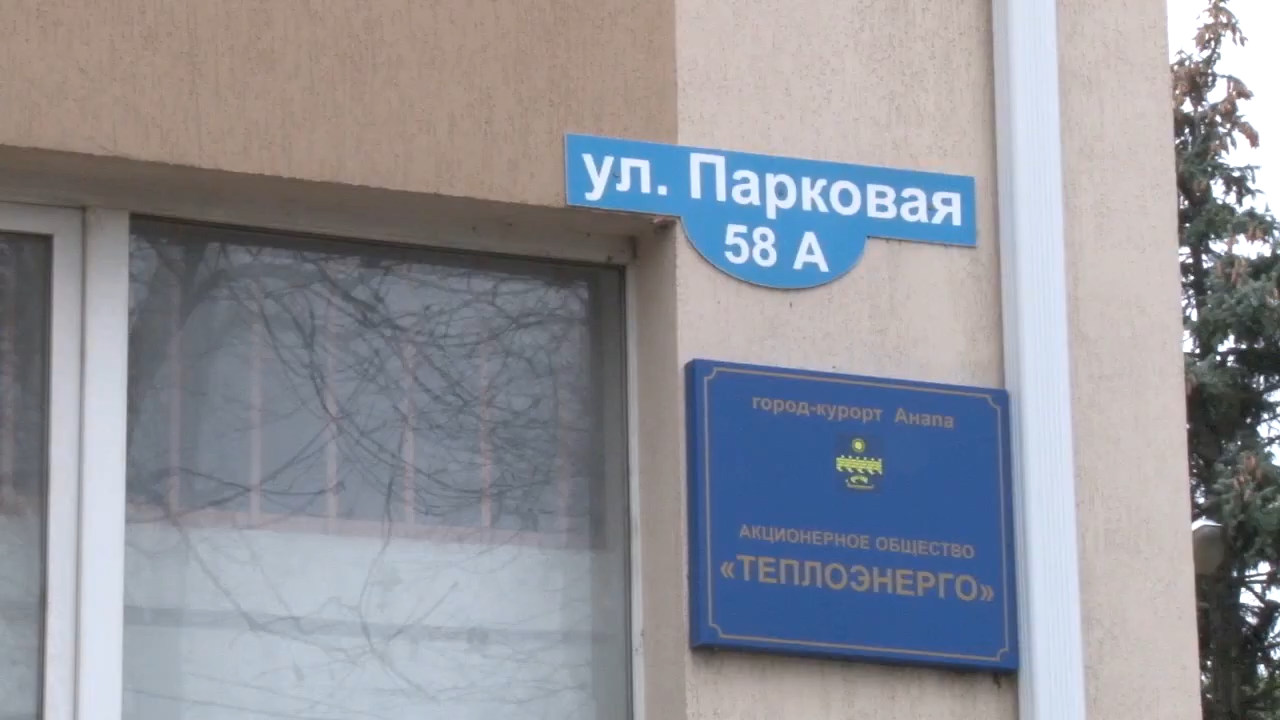 ул. Парковая
58 А
город-курорт Анапа
АКЦИОНЕРНОЕ ОБЩЕСТВО
«ТЕПЛОЭНЕРГО»